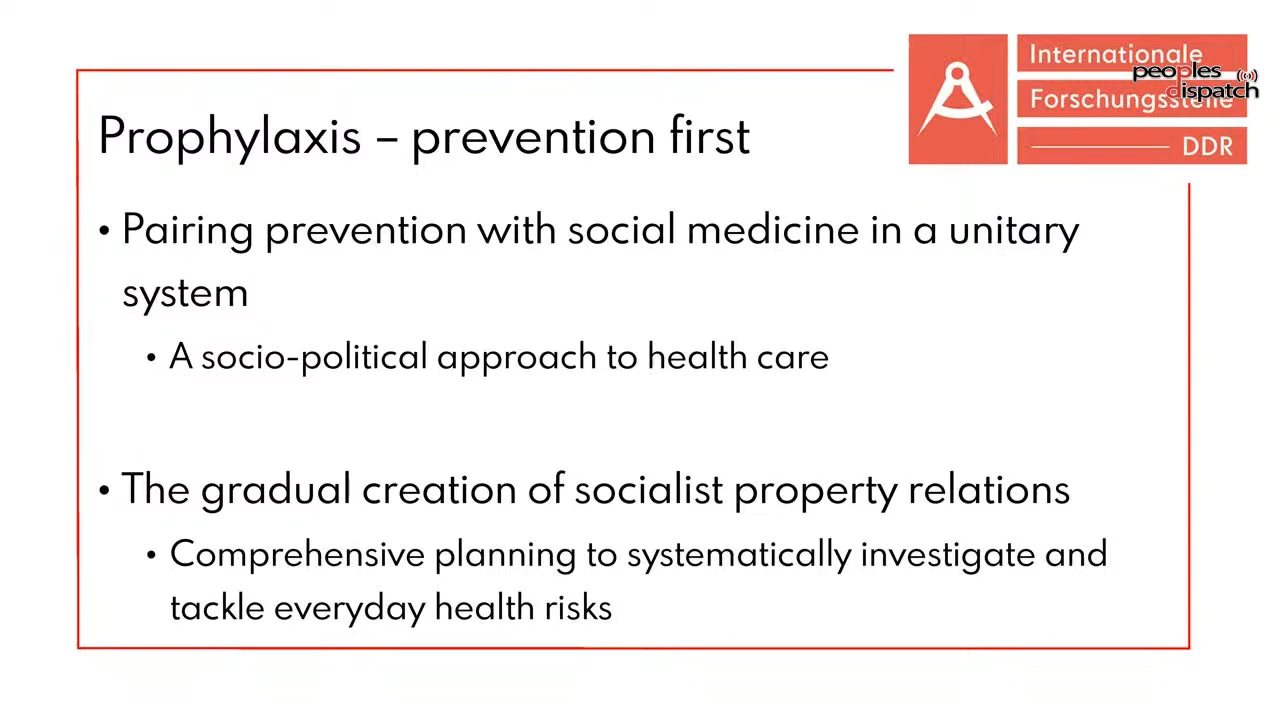 Internationale
peoples
dispatch
Forschungsstelle
DDR
Prophylaxis – prevention first
• Pairing prevention with social medicine in a unitary
system
• A socio-political approach to health care
• The gradual creation of socialist property relations
• Comprehensive planning to systematically investigate and
tackle everyday health risks